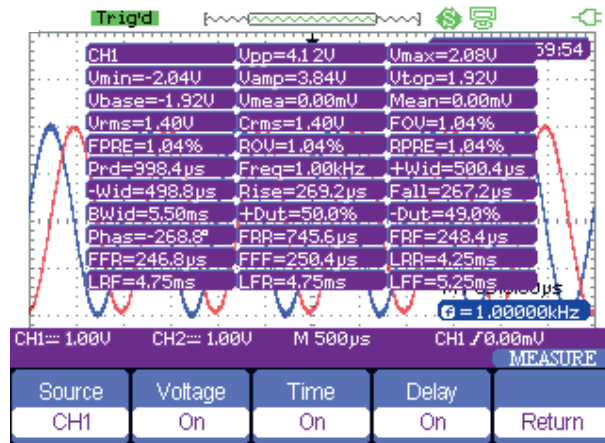 Trig'd
59:54
CH1 Vpp=4.12V Vmax=2.08V
Vmin=-2.04V Vamp=3.84V Vtop=1.92V
Vbase=-1.92V Vmea=0.00mV Mean=0.00mV
Vrms=1.40V Crms=1.40V FOV=1.04%
FPRE=1.04% ROV=1.04% RPRE=1.04%
Prd=998.4µs Freq=1.00kHz +Wid=500.4µs
-Wid=498.8µs Rise=269.2µs Fall=267.2µs
BWid=5.50ms +Dut=50.0% -Dut=49.0%
Phas=-268.8° FRR=745.6µs FRF=248.4µs
FFR=246.8µs FFF=250.4µs LRR=4.25ms
LRF=4.75ms LFR=4.75ms LFF=5.25ms
=1.00000kHz
CH1 1.00V CH2 1.00V M 500µs CH1 0.00mV
MEASURE
Source Voltage Time Delay
CH1 On On On Return